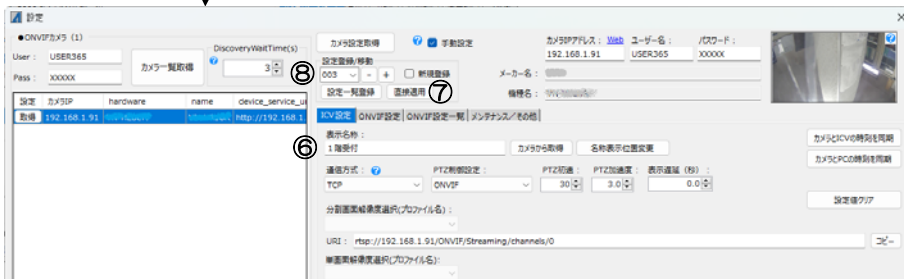 設定
●ONVIFカメラ (1)
User : USER365
Pass : XXXXX
カメラ一覧取得
DiscoveryWaitTime(s)
3
設定 カメラIP hardware name device_service_u
取得 192.168.1.91 http://192.168.1.
カメラ設定取得 手動設定
カメラIPアドレス : Web ユーザー名 : パスワード :
192.168.1.91 USER365 XXXXX
設定登録/移動
⑧ 003 - + 新規登録
メーカー名 :
設定一覧登録 直接適用 ⑦
機種名 :
ICV設定 ONVIF設定 ONVIF設定一覧 メンテナンス/その他
表示名称 :
⑥ 1階受付 カメラから取得 名称表示位置変更
通信方式 : PTZ制御設定 : PTZ初速 : PTZ加速度 : 表示遅延 (秒) :
TCP ONVIF 30 3.0 0.0
分割画面解像度選択(プロファイル名) :
URI : rtsp://192.168.1.91/ONVIF/Streaming/channels/0 コピー
単画面解像度選択(プロファイル名):
カメラとICVの時刻を同期
カメラとPCの時刻を同期
設定値クリア